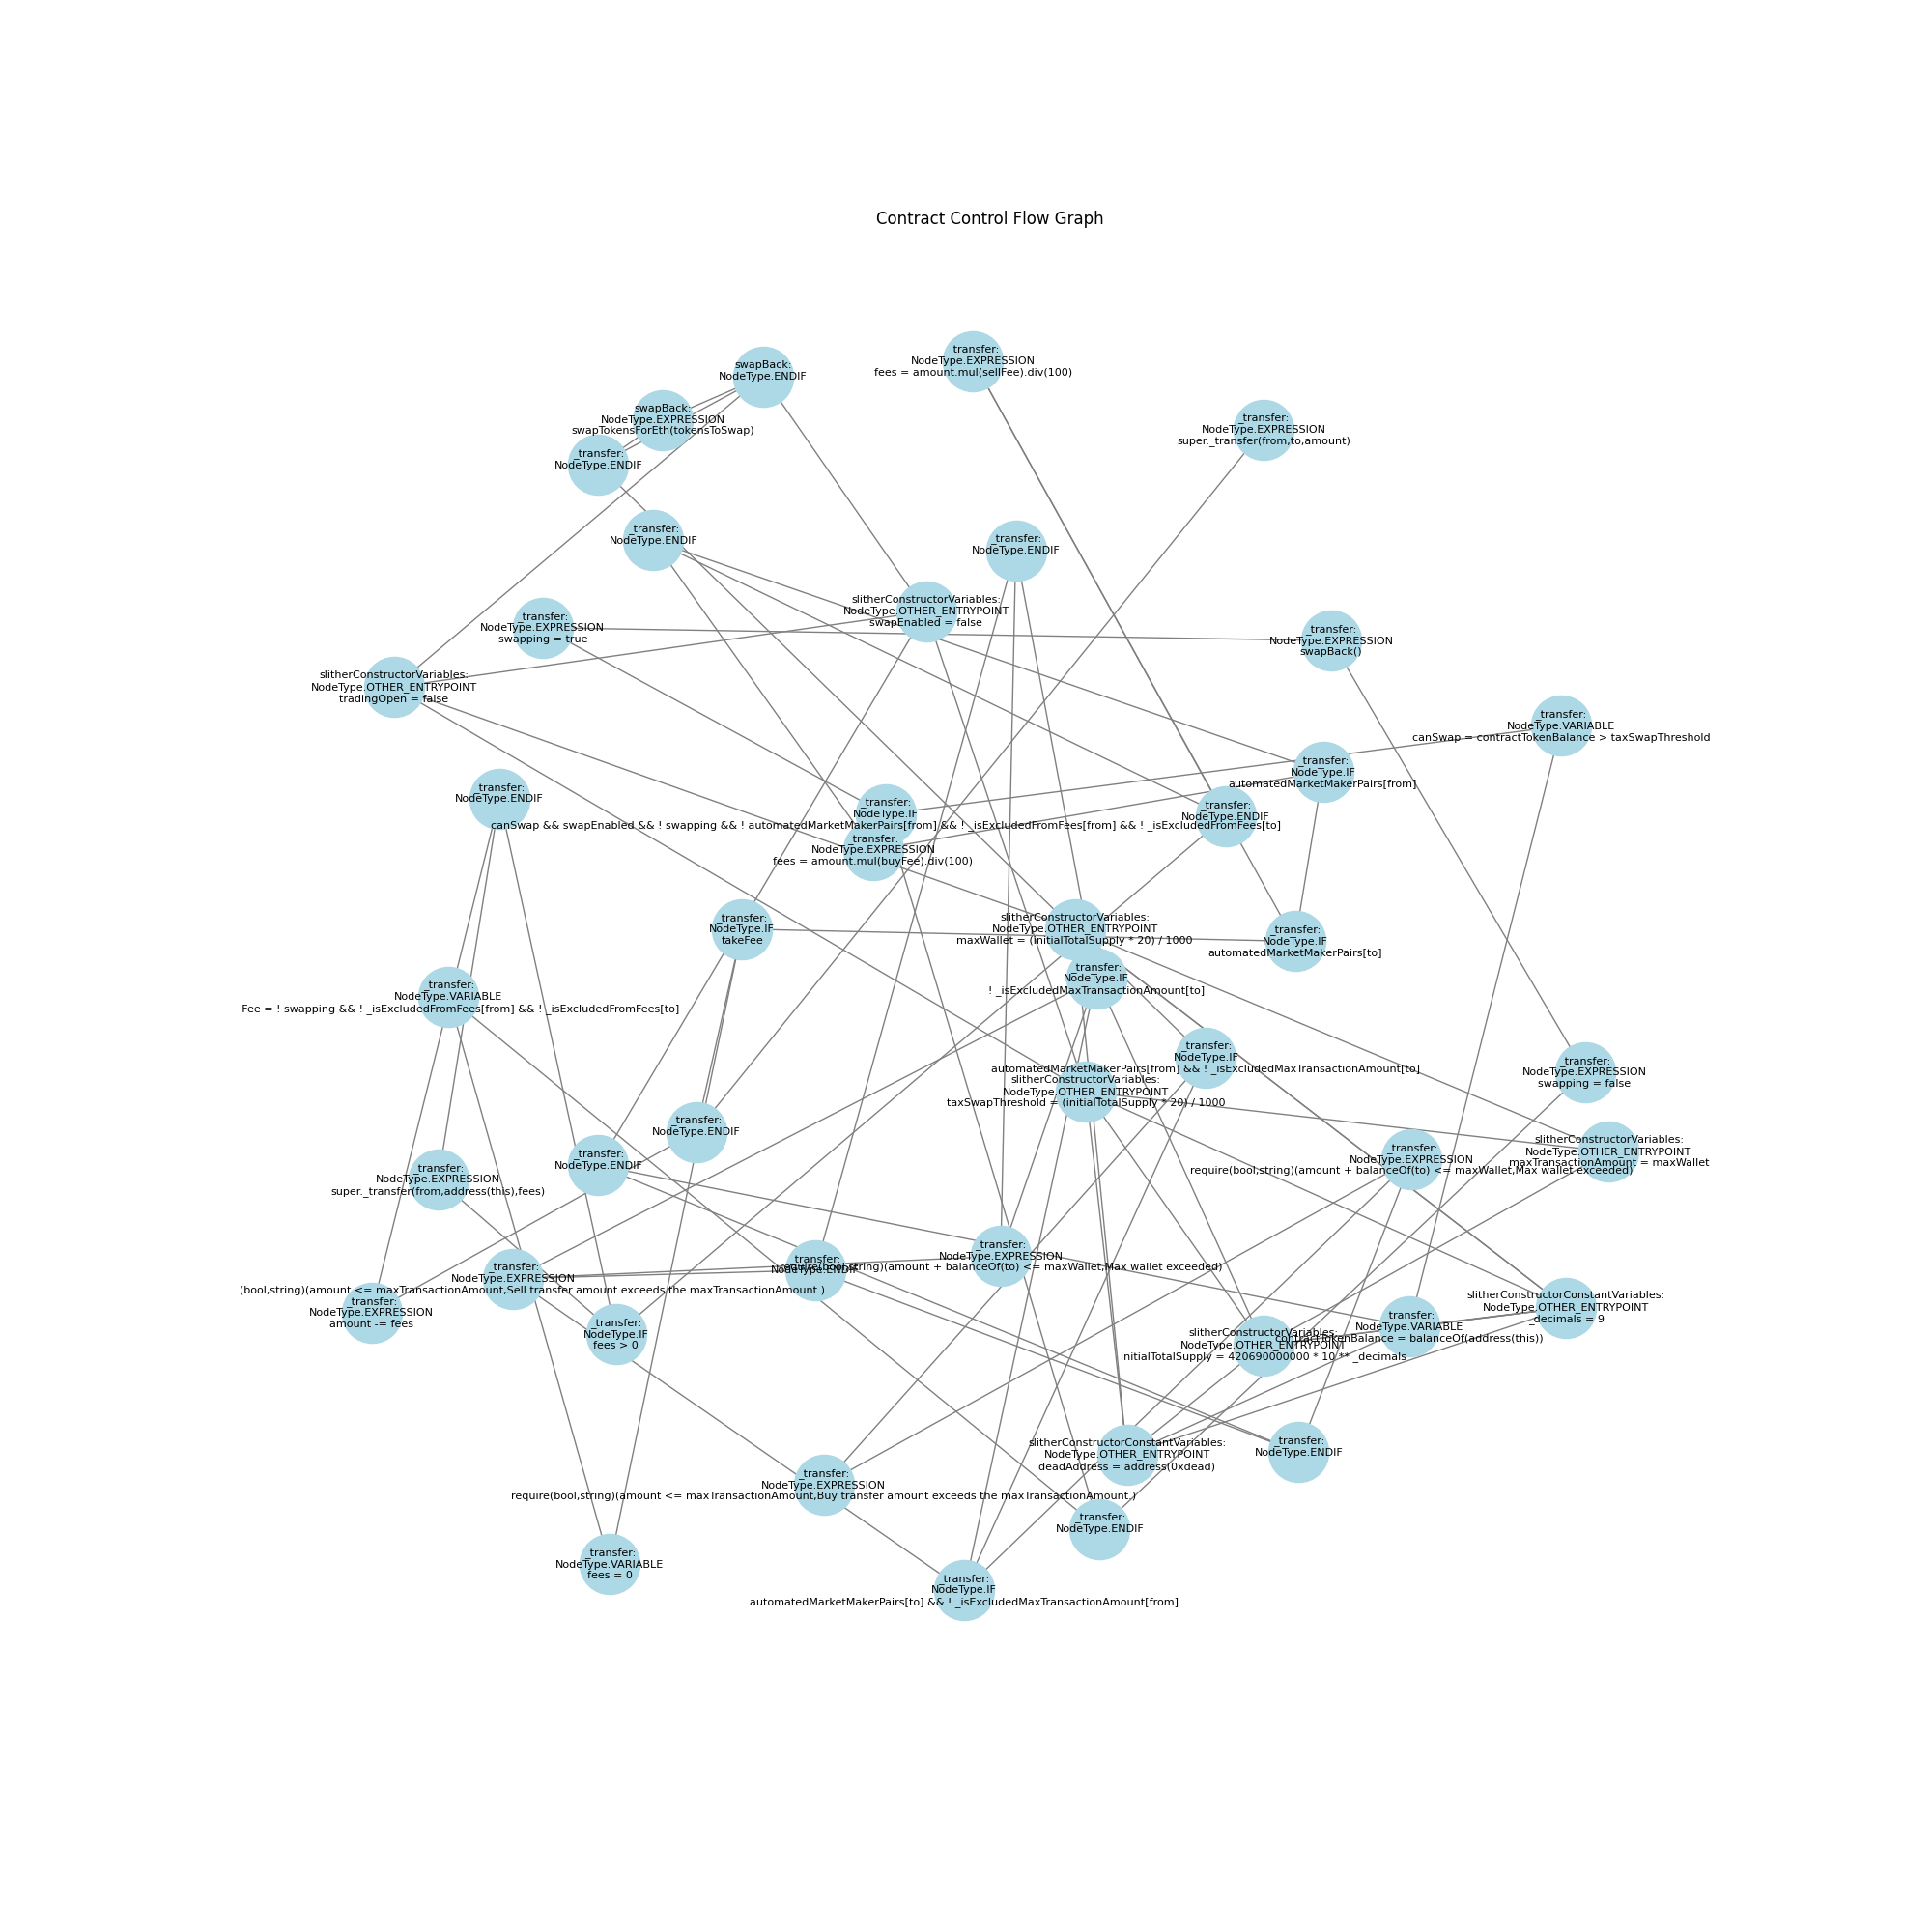 Contract Control Flow Graph
_transfer:
NodeType.EXPRESSION
fees = amount.mul(sellFee).div(100)
swapBack:
NodeType.ENDIF
swapBack:
NodeType.EXPRESSION
swapTokensForEth(tokensToSwap)
_transfer:
NodeType.EXPRESSION
super._transfer(from,to,amount)
_transfer:
NodeType.ENDIF
_transfer:
NodeType.ENDIF
_transfer:
NodeType.ENDIF
slitherConstructorVariables:
NodeType.OTHER_ENTRYPOINT
swapEnabled = false
_transfer:
NodeType.EXPRESSION
swapping = true
_transfer:
NodeType.EXPRESSION
swapBack()
slitherConstructorVariables:
NodeType.OTHER_ENTRYPOINT
tradingOpen = false
_transfer:
NodeType.VARIABLE
canSwap = contractTokenBalance > taxSwapThreshold
_transfer:
NodeType.IF
automatedMarketMakerPairs[from]
_transfer:
NodeType.ENDIF
_transfer:
NodeType.IF
canSwap && swapEnabled && ! swapping && ! automatedMarketMakerPairs[from] && ! _isExcludedFromFees[from] && ! _isExcludedFromFees[to]
_transfer:
NodeType.ENDIF
_transfer:
NodeType.EXPRESSION
fees = amount.mul(buyFee).div(100)
_transfer:
NodeType.IF
takeFee
slitherConstructorVariables:
NodeType.OTHER_ENTRYPOINT
maxWallet = (initialTotalSupply * 20) / 1000
_transfer:
NodeType.IF
automatedMarketMakerPairs[to]
_transfer:
NodeType.IF
! _isExcludedMaxTransactionAmount[to]
_transfer:
NodeType.VARIABLE
Fee = ! swapping && ! _isExcludedFromFees[from] && ! _isExcludedFromFees[to]
_transfer:
NodeType.IF
automatedMarketMakerPairs[from] && ! _isExcludedMaxTransactionAmount[to]
slitherConstructorVariables:
NodeType.OTHER_ENTRYPOINT
taxSwapThreshold = (initialTotalSupply * 20) / 1000
_transfer:
NodeType.EXPRESSION
swapping = false
_transfer:
NodeType.ENDIF
_transfer:
NodeType.ENDIF
_transfer:
NodeType.EXPRESSION
super._transfer(from,address(this),fees)
slitherConstructorVariables:
NodeType.OTHER_ENTRYPOINT
maxTransactionAmount = maxWallet
_transfer:
NodeType.EXPRESSION
require(bool,string)(amount + balanceOf(to) <= maxWallet,Max wallet exceeded)
_transfer:
NodeType.EXPRESSION
require(bool,string)(amount + balanceOf(to) <= maxWallet,Max wallet exceeded)
_transfer:
NodeType.ENDIF
_transfer:
NodeType.EXPRESSION
(bool,string)(amount <= maxTransactionAmount,Sell transfer amount exceeds the maxTransactionAmount.)
_transfer:
NodeType.EXPRESSION
amount -= fees
_transfer:
NodeType.IF
fees > 0
slitherConstructorConstantVariables:
NodeType.OTHER_ENTRYPOINT
_decimals = 9
_transfer:
NodeType.VARIABLE
contractTokenBalance = balanceOf(address(this))
slitherConstructorVariables:
NodeType.OTHER_ENTRYPOINT
initialTotalSupply = 420690000000 * 10 ** _decimals
slitherConstructorConstantVariables:
NodeType.OTHER_ENTRYPOINT
deadAddress = address(0xdead)
_transfer:
NodeType.ENDIF
_transfer:
NodeType.EXPRESSION
require(bool,string)(amount <= maxTransactionAmount,Buy transfer amount exceeds the maxTransactionAmount.)
_transfer:
NodeType.ENDIF
_transfer:
NodeType.VARIABLE
fees = 0
_transfer:
NodeType.IF
automatedMarketMakerPairs[to] && ! _isExcludedMaxTransactionAmount[from]